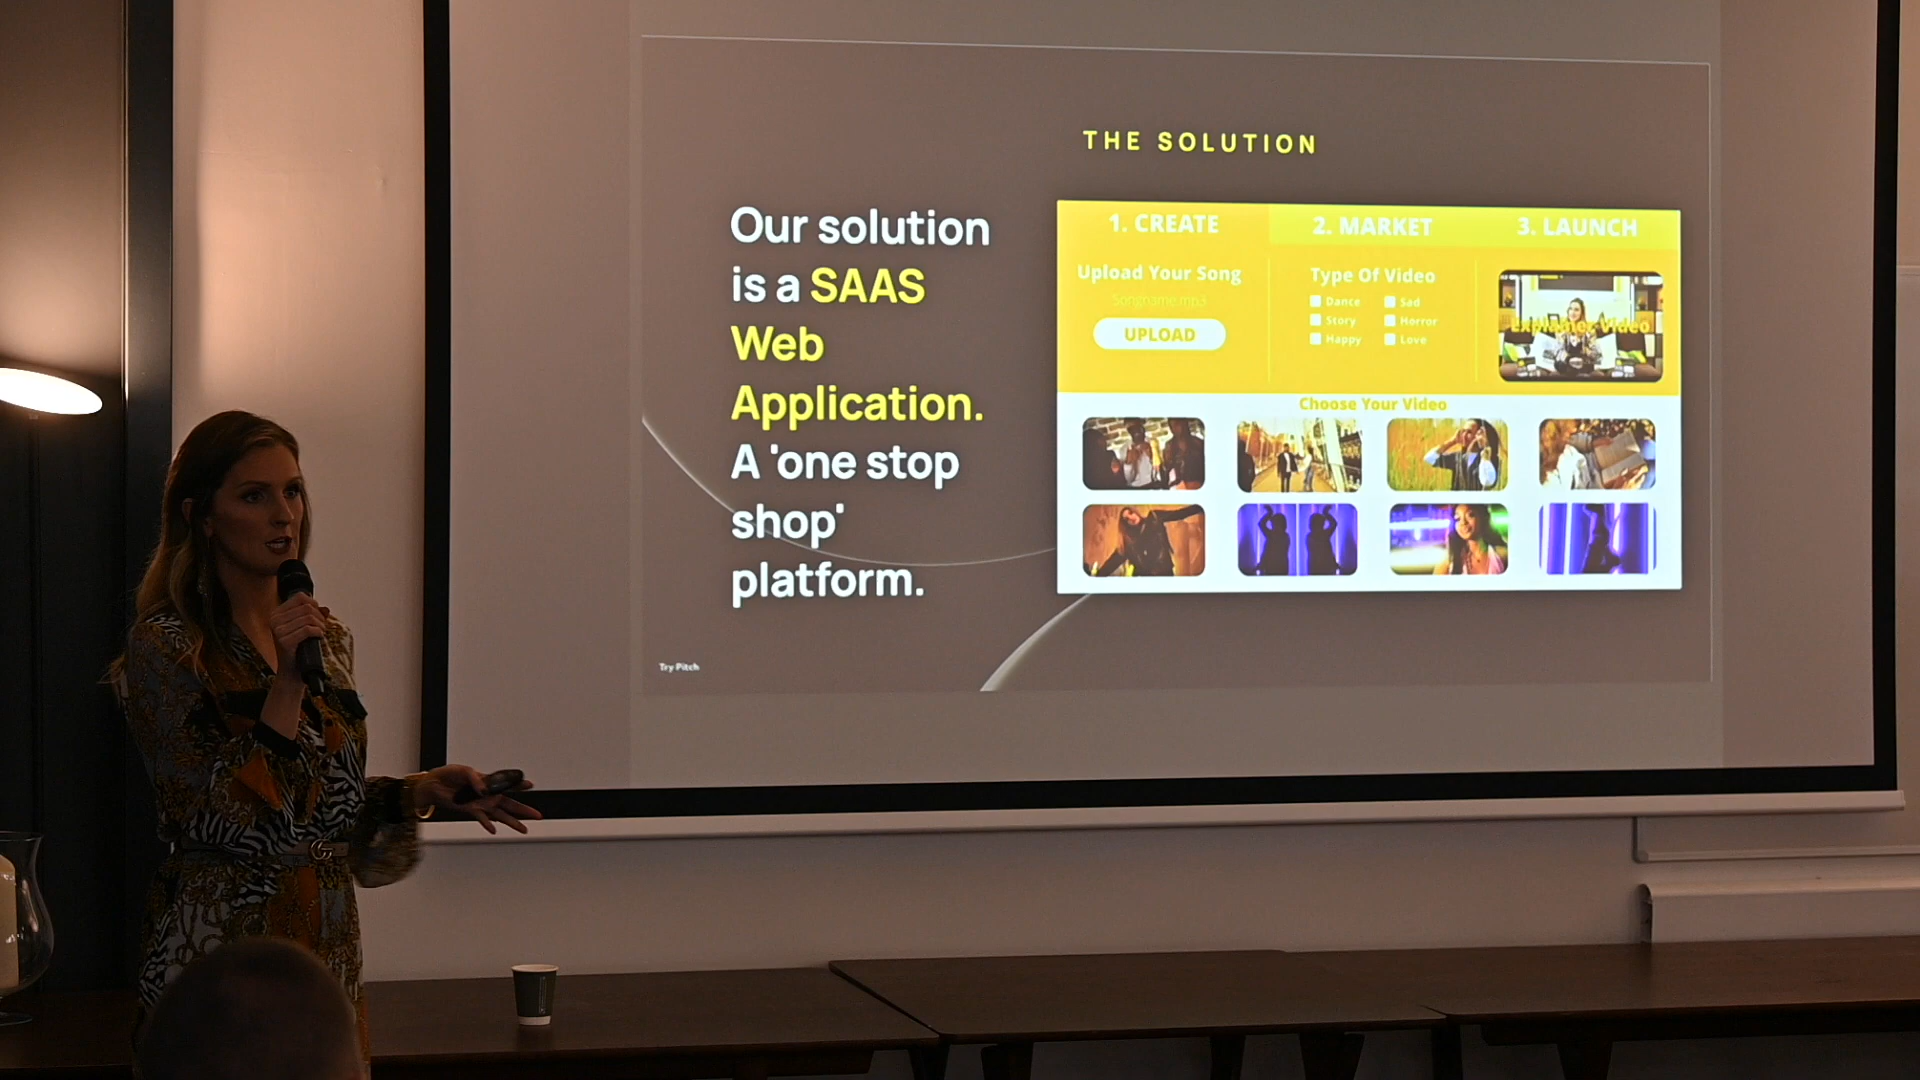 THE SOLUTION
Our solution
is a SAAS
Web
Application.
A 'one stop
shop'
platform.
1. CREATE
2. MARKET
3. LAUNCH
Upload Your Song
Songname.mp3
UPLOAD
Type Of Video
Dance
Sad
Story
Horror
Happy
Love
Explainer Video
Choose Your Video
Try Pitch